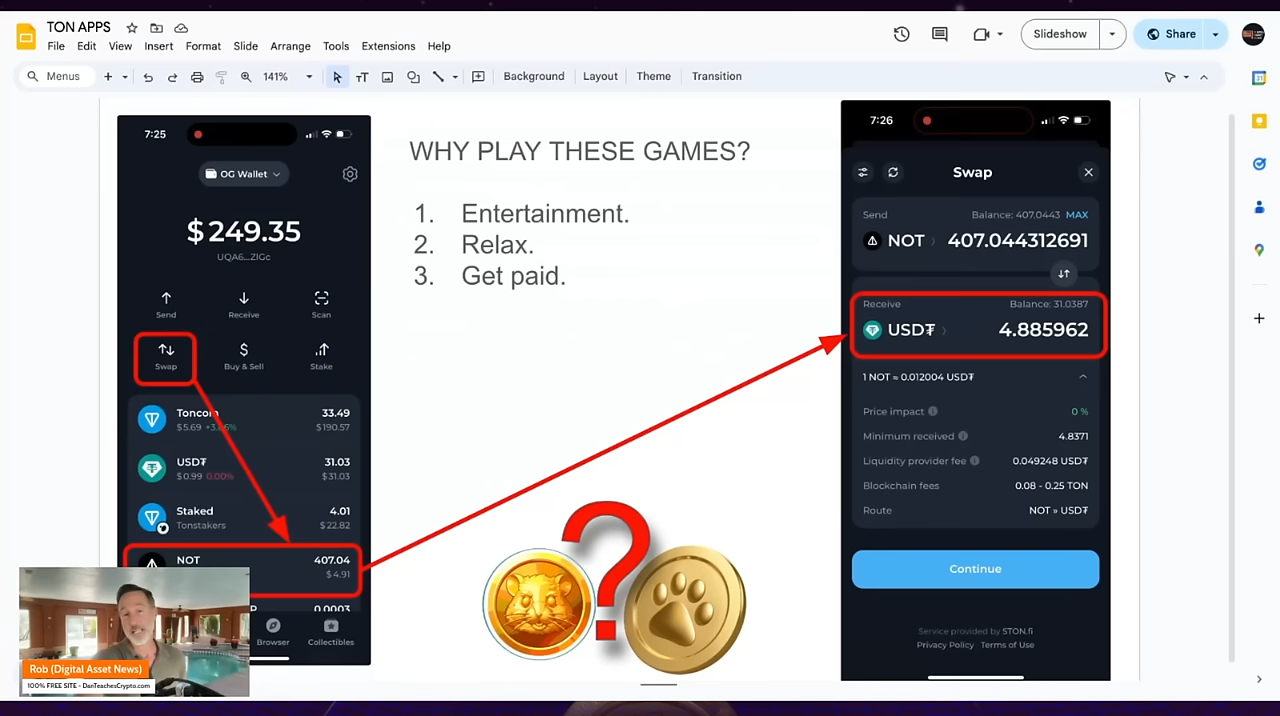 TON APPS
File Edit View Insert Format Slide Arrange Tools Extensions Help
Slideshow
Share
Menus
141%
Background Layout Theme Transition
7:25
OG Wallet
$249.35
UQA6...ZIGc
Send Receive Scan
Swap Buy & Sell Stake
Toncoin 33.49
$5.69 $190.57
USD₮ 31.03
$0.99 0.00% $31.03
Staked 4.01
Tonstakers $22.82
NOT 407.04
$4.91
0.0003
Browser Collectibles
Rob (Digital Asset News)
100% FREE SITE - DanTeachesCrypto.com
WHY PLAY THESE GAMES?
1. Entertainment.
2. Relax.
3. Get paid.
7:26
Swap
Send Balance: 407.0443 MAX
NOT 407.044312691
Receive Balance: 31.0387
USD₮ 4.885962
1 NOT ≈ 0.012004 USD₮
Price impact 0 %
Minimum received 4.8371
Liquidity provider fee 0.049248 USD₮
Blockchain fees 0.08 - 0.25 TON
Route NOT » USD₮
Continue
Service provided by STON.fi
Privacy Policy Terms of Use